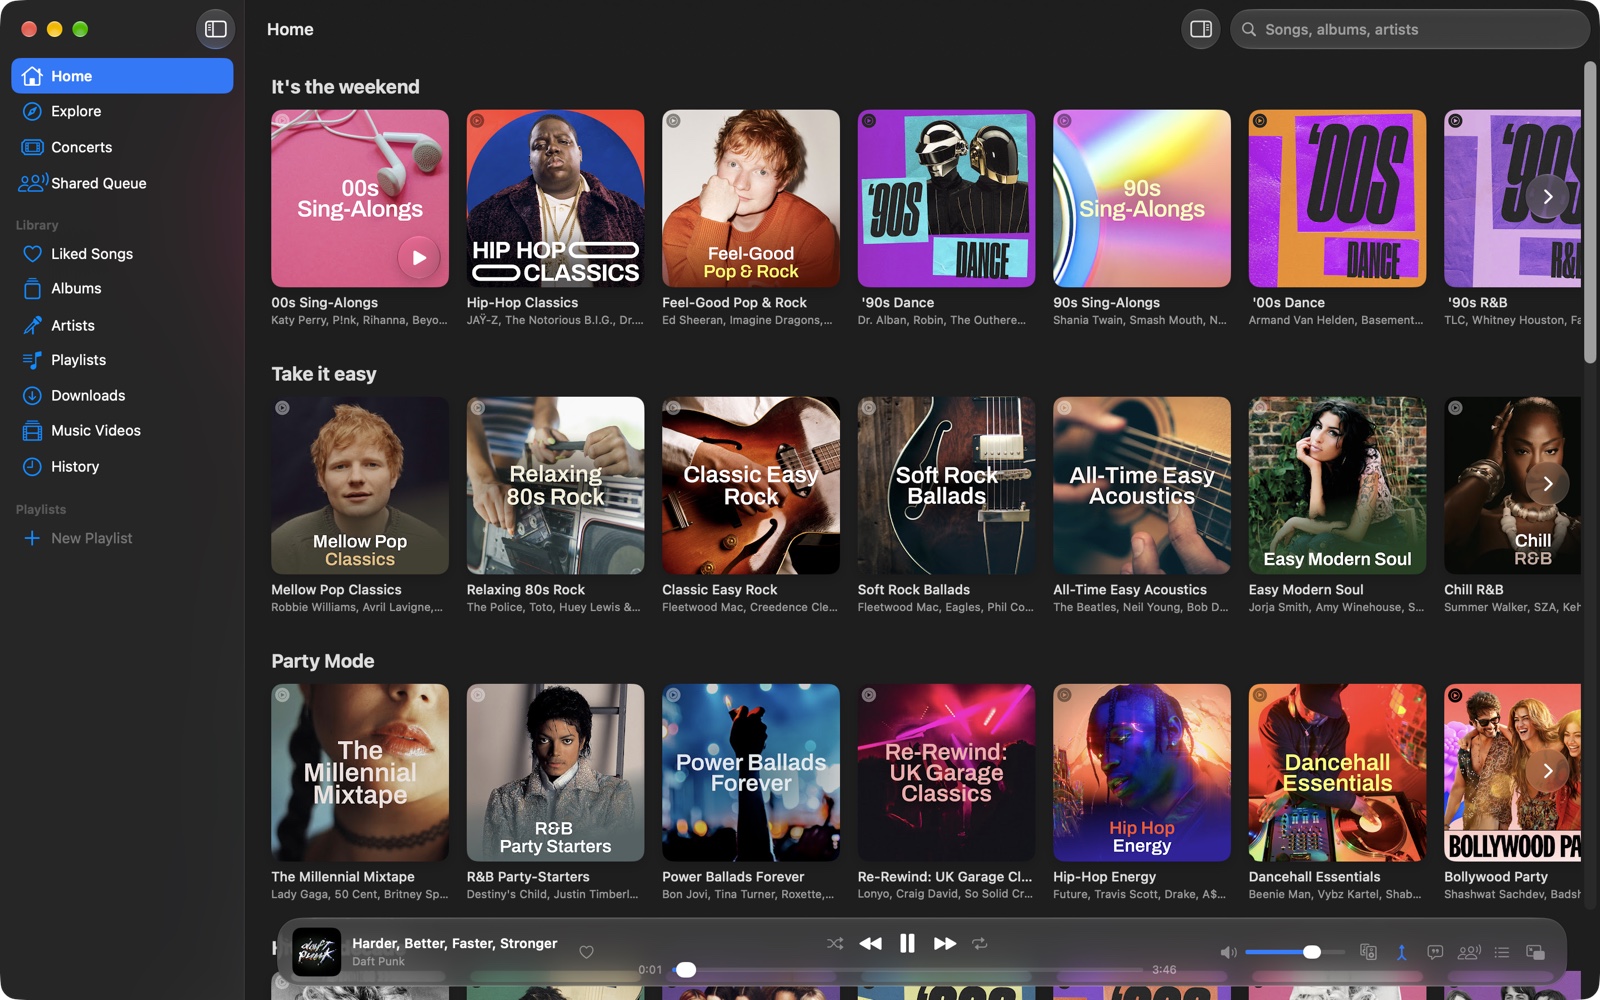 Home
Songs, albums, artists
Home
Explore
Concerts
Shared Queue
Library
Liked Songs
Albums
Artists
Playlists
Downloads
Music Videos
History
Playlists
New Playlist
It's the weekend
00s
Sing-Alongs
HIP HOP
CLASSICS
Feel-Good
Pop & Rock
'90S
DANCE
90s
Sing-Alongs
'00S
DANCE
'90S
R&B
00s Sing-Alongs
Katy Perry, P!nk, Rihanna, Beyo...
Hip-Hop Classics
JAŸ-Z, The Notorious B.I.G., Dr....
Feel-Good Pop & Rock
Ed Sheeran, Imagine Dragons,...
'90s Dance
Dr. Alban, Robin, The Outhere...
90s Sing-Alongs
Shania Twain, Smash Mouth, N...
'00s Dance
Armand Van Helden, Basement...
'90s R&B
TLC, Whitney Houston, Fa
Take it easy
Mellow Pop
Classics
Relaxing
80s Rock
Classic Easy
Rock
Soft Rock
Ballads
All-Time Easy
Acoustics
Easy Modern Soul
Chill
R&B
Mellow Pop Classics
Robbie Williams, Avril Lavigne,...
Relaxing 80s Rock
The Police, Toto, Huey Lewis &...
Classic Easy Rock
Fleetwood Mac, Creedence Cle...
Soft Rock Ballads
Fleetwood Mac, Eagles, Phil Co...
All-Time Easy Acoustics
The Beatles, Neil Young, Bob D...
Easy Modern Soul
Jorja Smith, Amy Winehouse, S...
Chill R&B
Summer Walker, SZA, Keh
Party Mode
The
Millennial
Mixtape
R&B
Party Starters
Power Ballads
Forever
Re-Rewind:
UK Garage
Classics
Hip Hop
Energy
Dancehall
Essentials
BOLLYWOOD PA
The Millennial Mixtape
Lady Gaga, 50 Cent, Britney Sp...
R&B Party-Starters
Destiny's Child, Justin Timberl...
Power Ballads Forever
Bon Jovi, Tina Turner, Roxette,...
Re-Rewind: UK Garage Cl...
Lonyo, Craig David, So Solid Cr...
Hip-Hop Energy
Future, Travis Scott, Drake, A$...
Dancehall Essentials
Beenie Man, Vybz Kartel, Shab...
Bollywood Party
Shashwat Sachdev, Badsh
daft
punk
Harder, Better, Faster, Stronger
Daft Punk
0:01
3:46